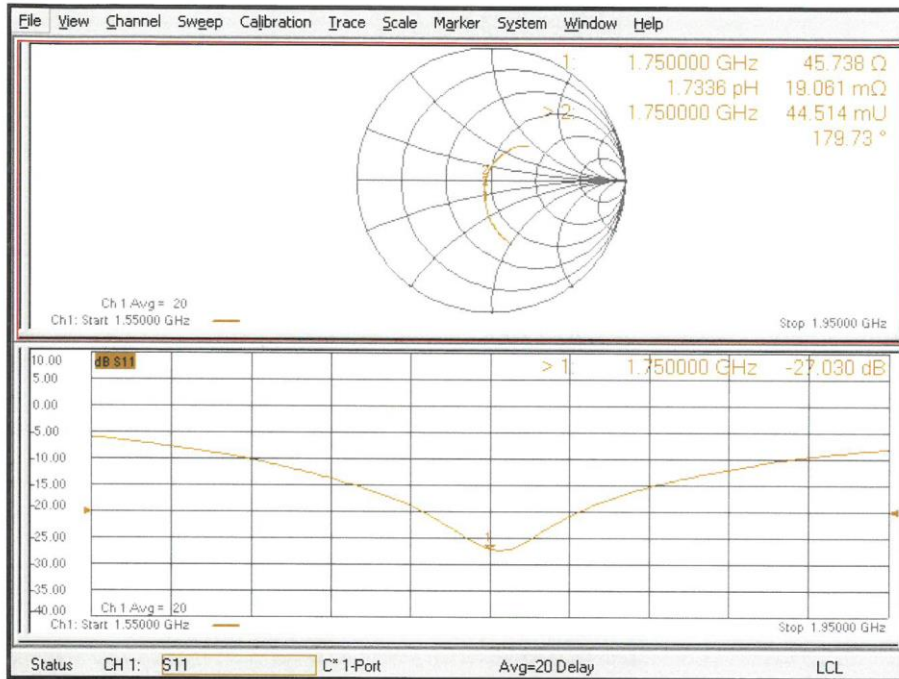 File View Channel Sweep Calibration Trace Scale Marker System Window Help
1: 1.750000 GHz 45.738 Ω
1.7336 pH 19.061 mΩ
> 2: 1.750000 GHz 44.514 mU
179.73 °
Ch 1 Avg = 20
Ch1: Start 1.55000 GHz Stop 1.95000 GHz
10.00 dB S11 > 1: 1.750000 GHz -27.030 dB
5.00
0.00
-5.00
-10.00
-15.00
-20.00
-25.00
-30.00
-35.00
-40.00 Ch 1 Avg = 20
Ch1: Start 1.55000 GHz Stop 1.95000 GHz
Status CH 1: S11 C* 1-Port Avg=20 Delay LCL